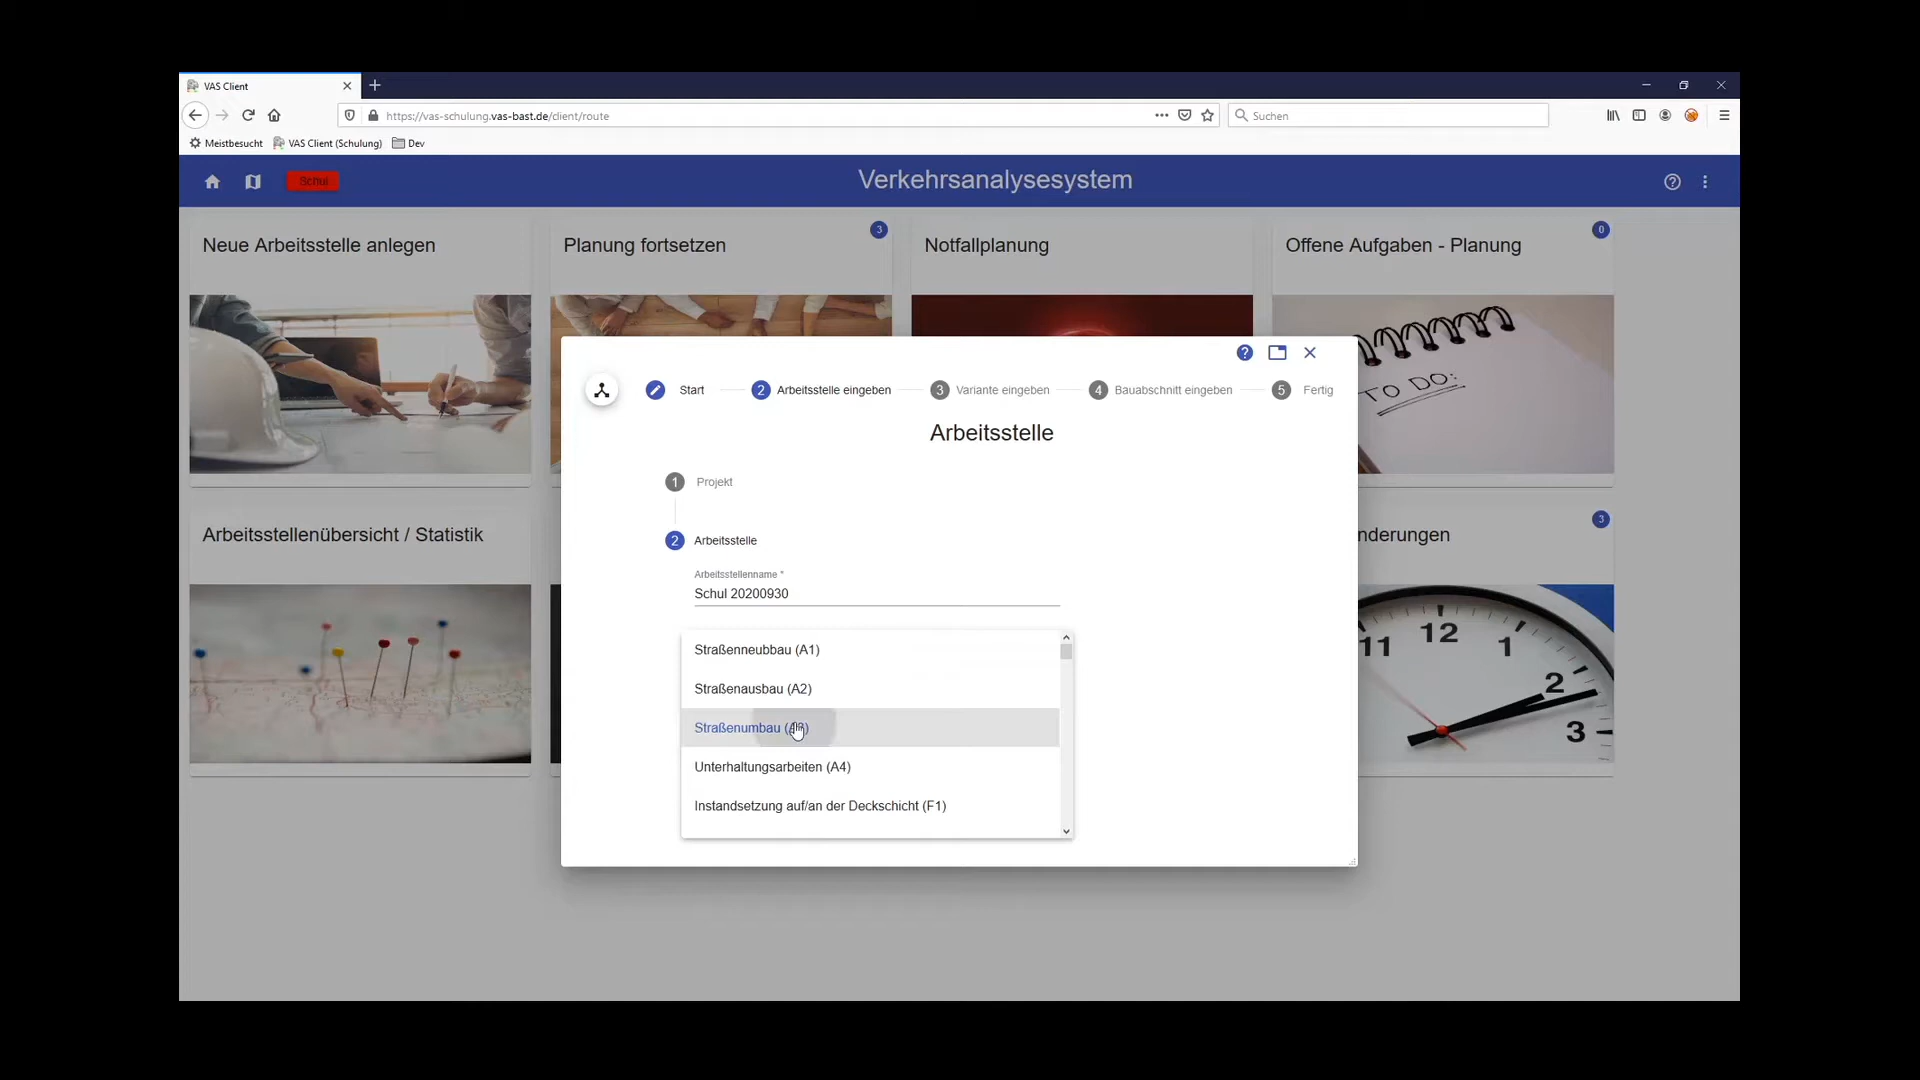 VAS Client
https://vas-schulung.vas-bast.de/client/route
Suchen
Meistbesucht
VAS Client (Schulung)
Dev
Schul
Verkehrsanalysesystem
Neue Arbeitsstelle anlegen
Planung fortsetzen
3
Notfallplanung
Offene Aufgaben - Planung
0
TO DO:
Start
2 Arbeitsstelle eingeben
3 Variante eingeben
4 Bauabschnitt eingeben
5 Fertig
Arbeitsstelle
1 Projekt
2 Arbeitsstelle
Arbeitsstellenname *
Schul 20200930
Straßenneubbau (A1)
Straßenausbau (A2)
Straßenumbau
Unterhaltungsarbeiten (A4)
Instandsetzung auf/an der Deckschicht (F1)
Arbeitsstellenübersicht / Statistik
nderungen
3
11 12 1
2
3